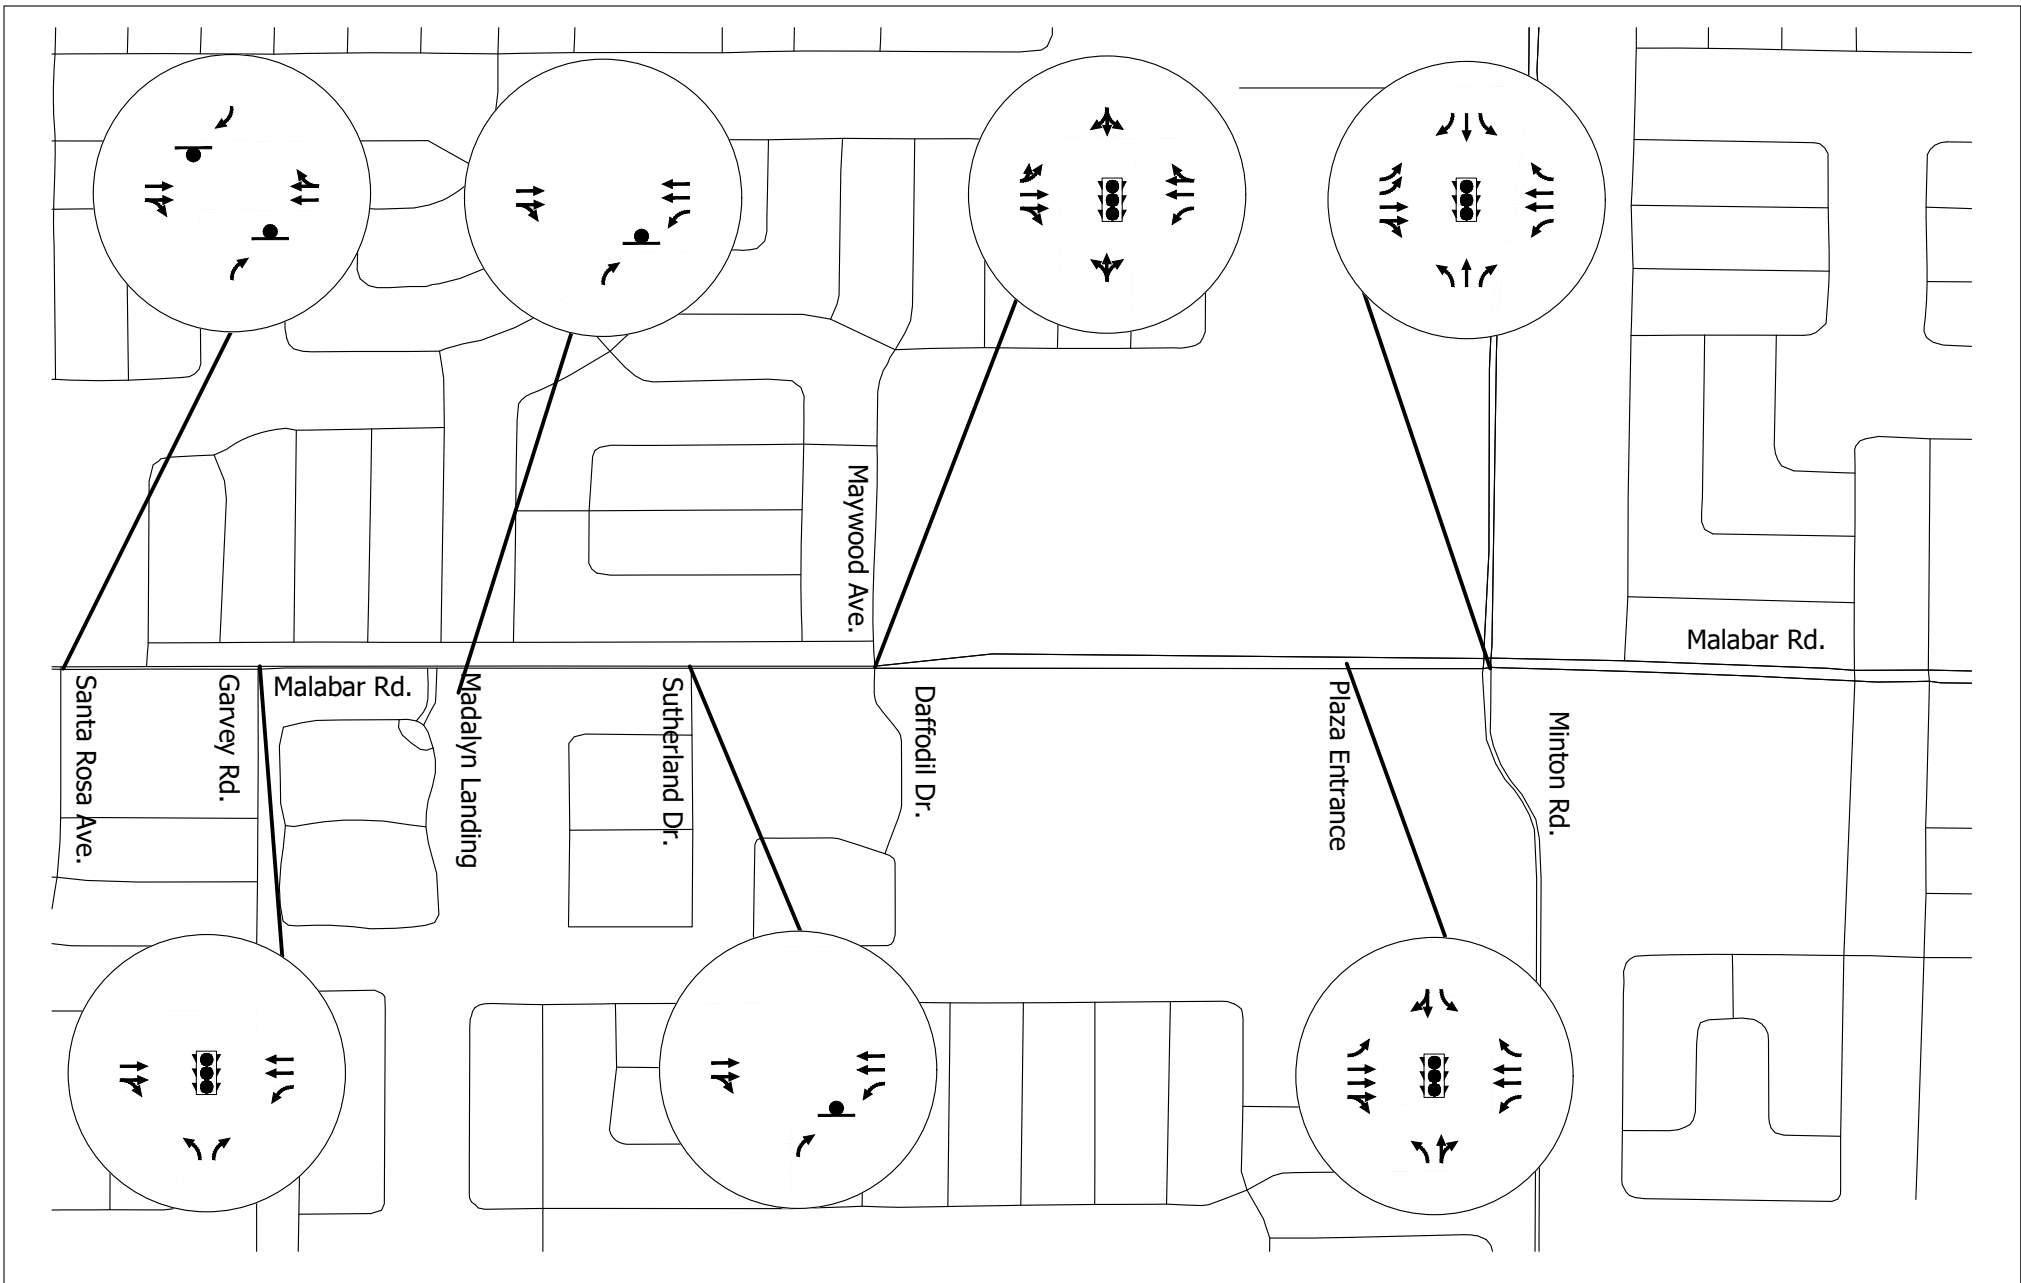 Maywood Ave.
Malabar Rd.
Santa Rosa Ave.
Garvey Rd.
Malabar Rd.
Madalyn Landing
Sutherland Dr.
Daffodil Dr.
Plaza Entrance
Minton Rd.